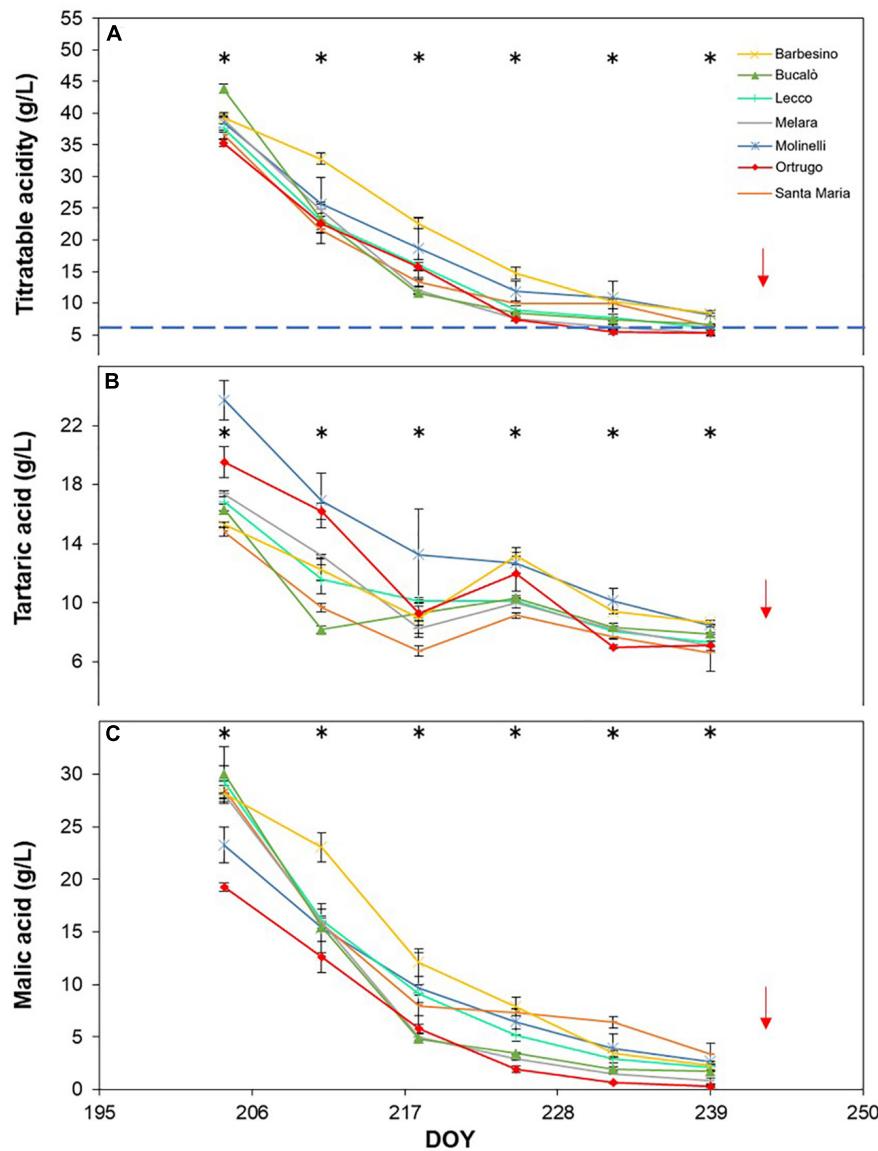 A
Titratable acidity (g/L)
55
50
45
40
35
30
25
20
15
10
5
* * * * * *
Barbesino
Bucalò
Lecco
Melara
Molinelli
Ortrugo
Santa Maria
B
Tartaric acid (g/L)
22
18
14
10
6
* * * * * *
C
Malic acid (g/L)
30
25
20
15
10
5
0
* * * * * *
195 206 217 228 239 250
DOY